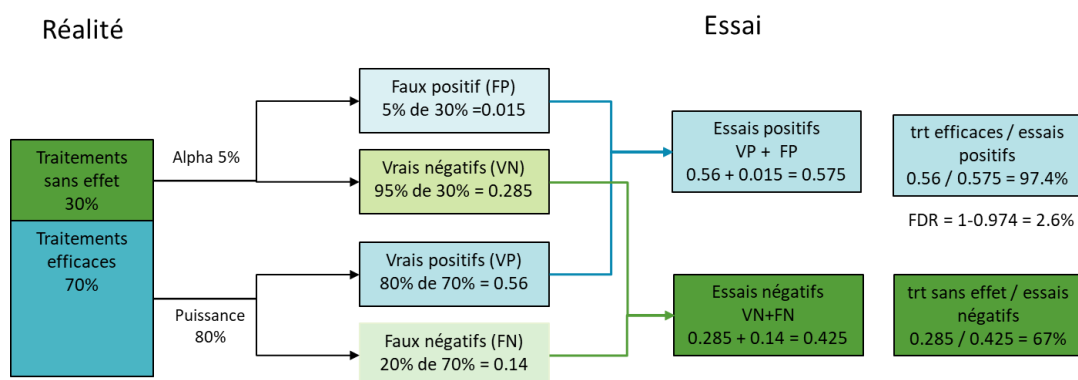 Réalité
Essai
Traitements
sans effet
30%
Traitements
efficaces
70%
Alpha 5%
Puissance
80%
Faux positif (FP)
5% de 30% =0.015
Vrais négatifs (VN)
95% de 30% = 0.285
Vrais positifs (VP)
80% de 70% = 0.56
Faux négatifs (FN)
20% de 70% = 0.14
Essais positifs
VP + FP
0.56 + 0.015 = 0.575
Essais négatifs
VN+FN
0.285 + 0.14 = 0.425
trt efficaces / essais
positifs
0.56 / 0.575 = 97.4%
FDR = 1-0.974 = 2.6%
trt sans effet / essais
négatifs
0.285 / 0.425 = 67%